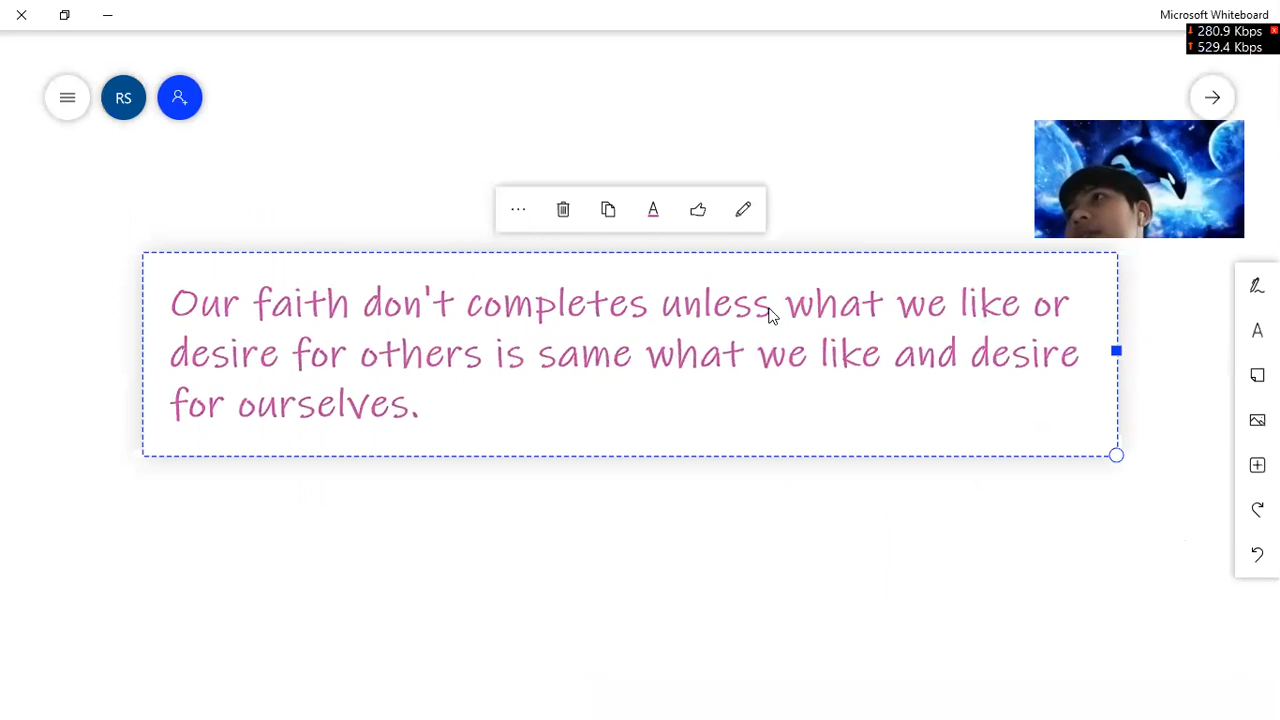 Microsoft Whiteboard
280.9 Kbps
529.4 Kbps
RS
Our faith don't completes unless what we like or
desire for others is same what we like and desire
for ourselves.